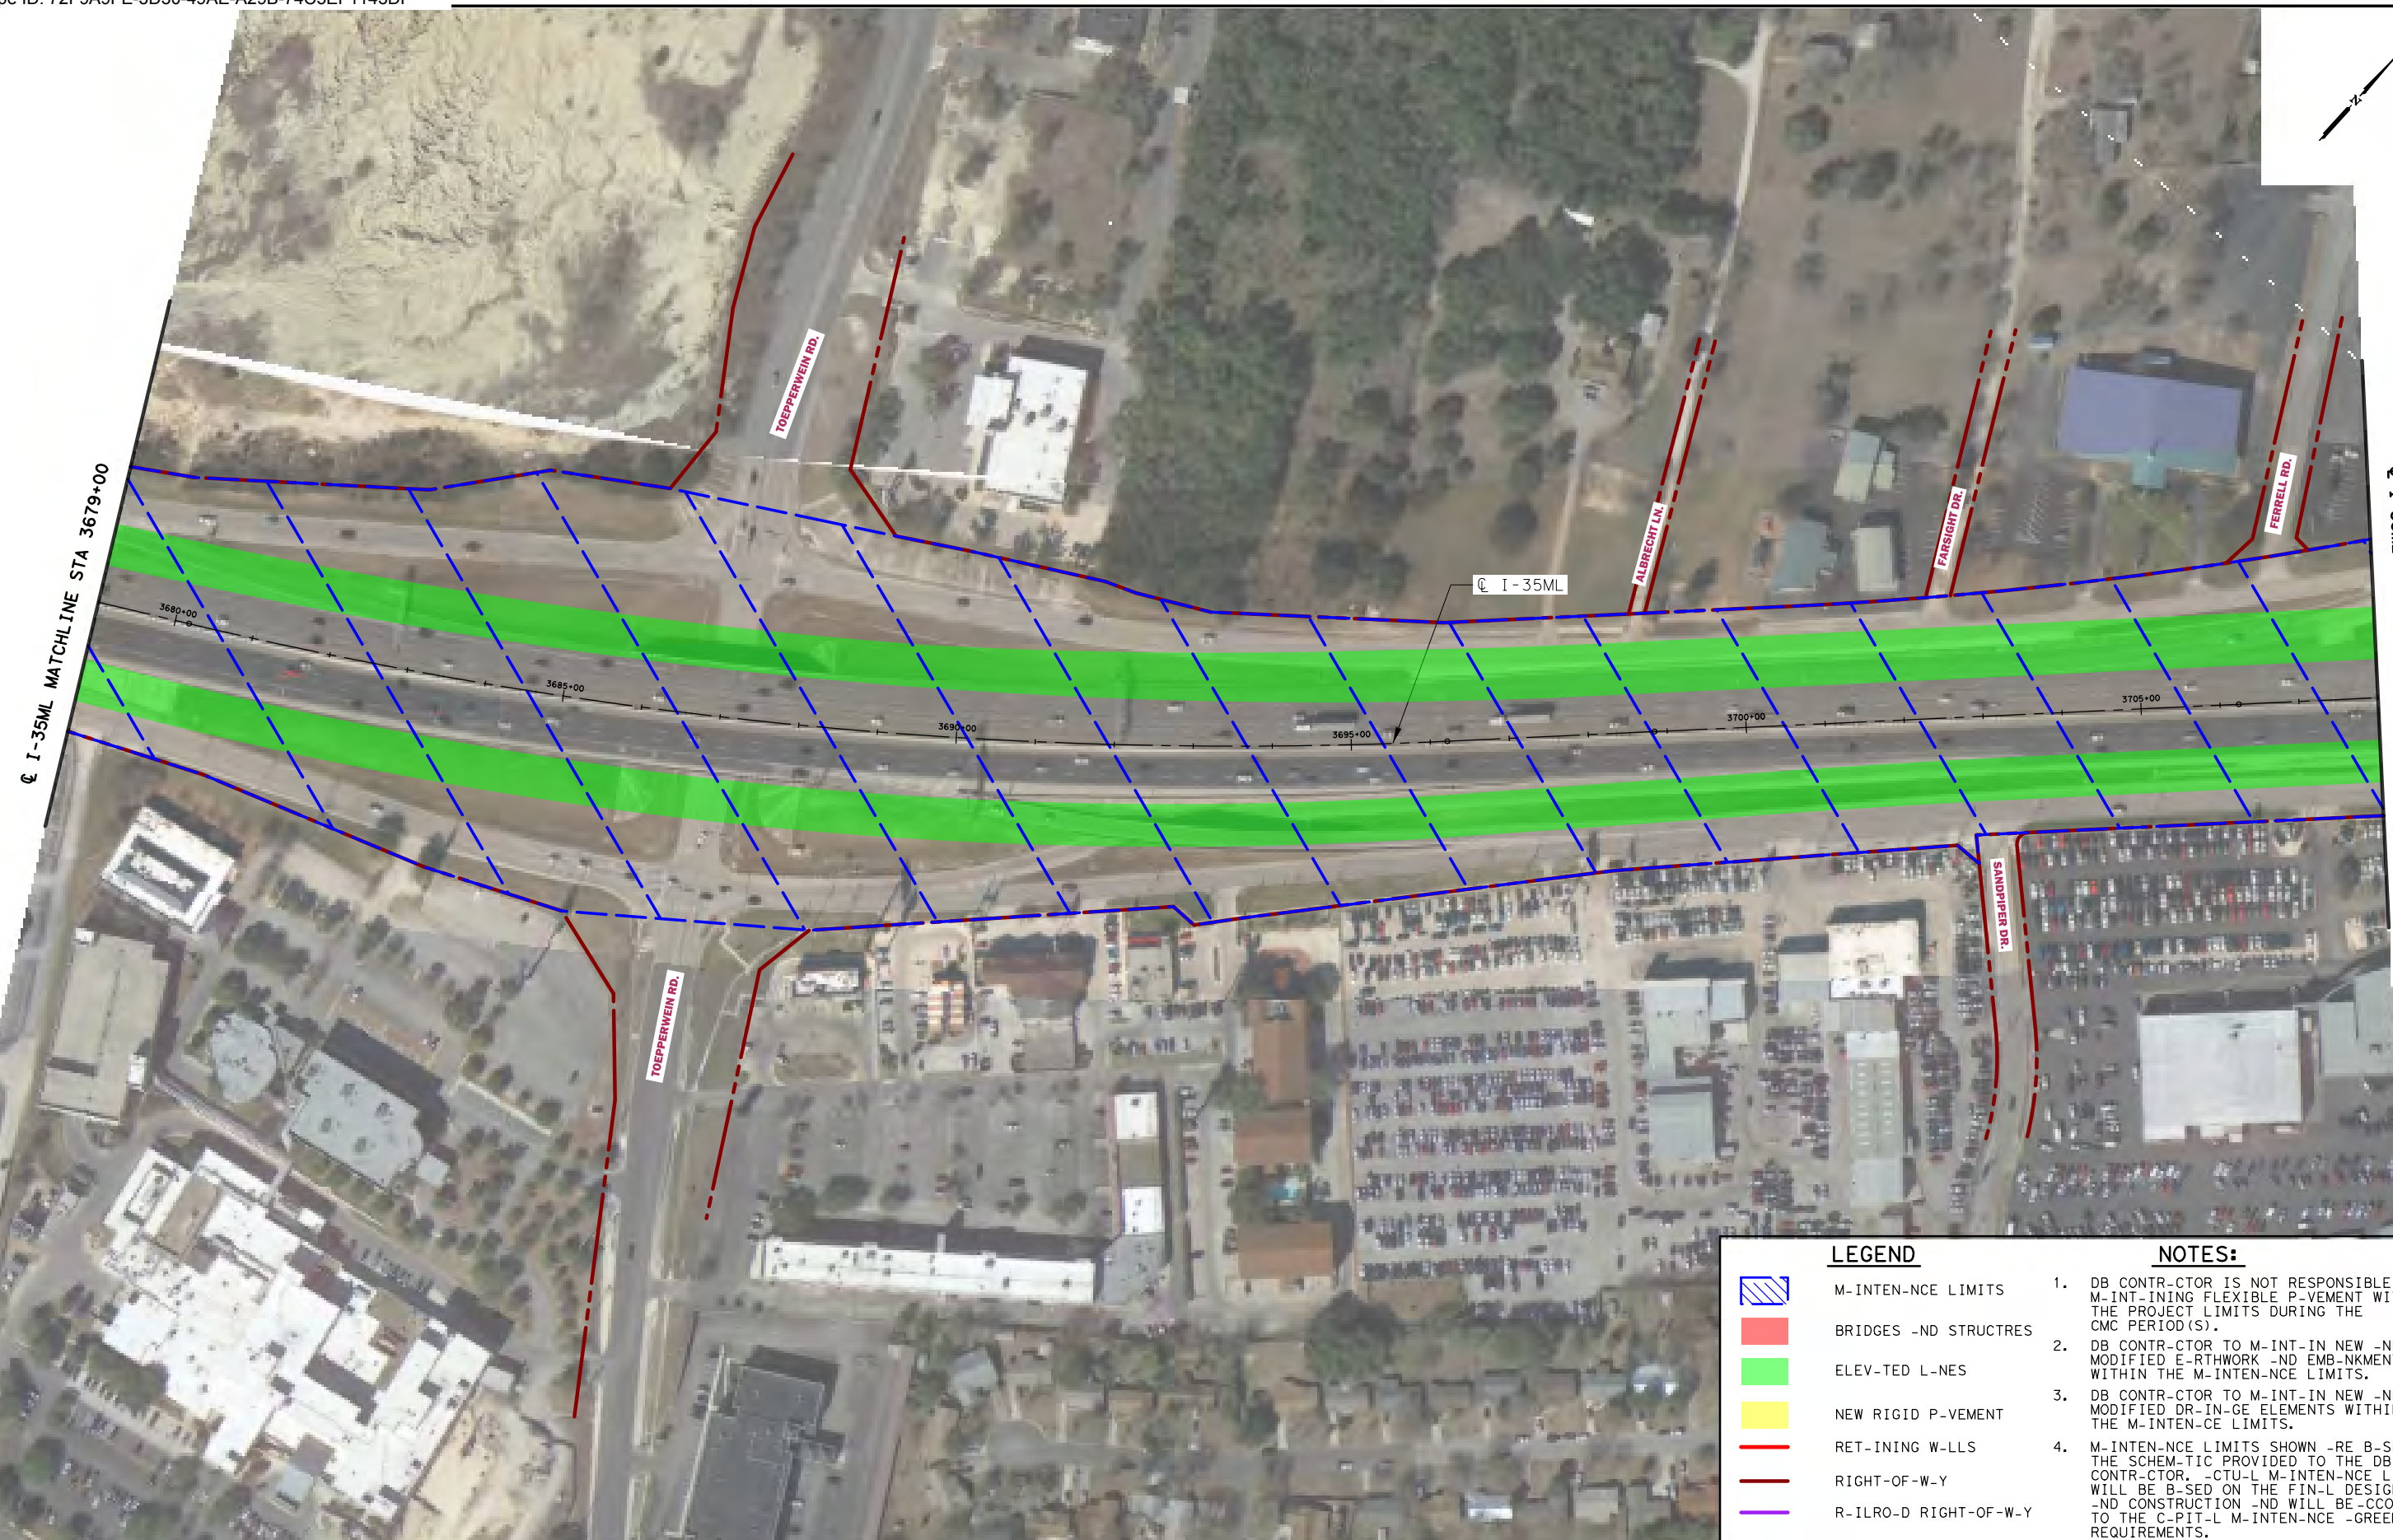 ℄ I-35ML MATCHLINE STA 3679+00
TOEPPERWEIN RD.
ALBRECHT LN.
FARSIGHT DR.
FERRELL RD.
N
℄ I-35ML
3680+00
3685+00
3690+00
3695+00
3700+00
3705+00
TOEPPERWEIN RD.
SANDPIPER DR.
LEGEND
M-INTEN-NCE LIMITS
BRIDGES -ND STRUCTRES
ELEV-TED L-NES
NEW RIGID P-VEMENT
RET-INING W-LLS
RIGHT-OF-W-Y
R-ILRO-D RIGHT-OF-W-Y
NOTES:
1. DB CONTR-CTOR IS NOT RESPONSIBLE
M-INT-INING FLEXIBLE P-VEMENT WI
THE PROJECT LIMITS DURING THE
CMC PERIOD(S).
2. DB CONTR-CTOR TO M-INT-IN NEW -N
MODIFIED E-RTHWORK -ND EMB-NKMEN
WITHIN THE M-INTEN-NCE LIMITS.
3. DB CONTR-CTOR TO M-INT-IN NEW -N
MODIFIED DR-IN-GE ELEMENTS WITHI
THE M-INTEN-CE LIMITS.
4. M-INTEN-NCE LIMITS SHOWN -RE B-S
THE SCHEM-TIC PROVIDED TO THE DB
CONTR-CTOR. -CTU-L M-INTEN-NCE L
WILL BE B-SED ON THE FIN-L DESIG
-ND CONSTRUCTION -ND WILL BE-CCO
TO THE C-PIT-L M-INTEN-NCE -GREE
REQUIREMENTS.